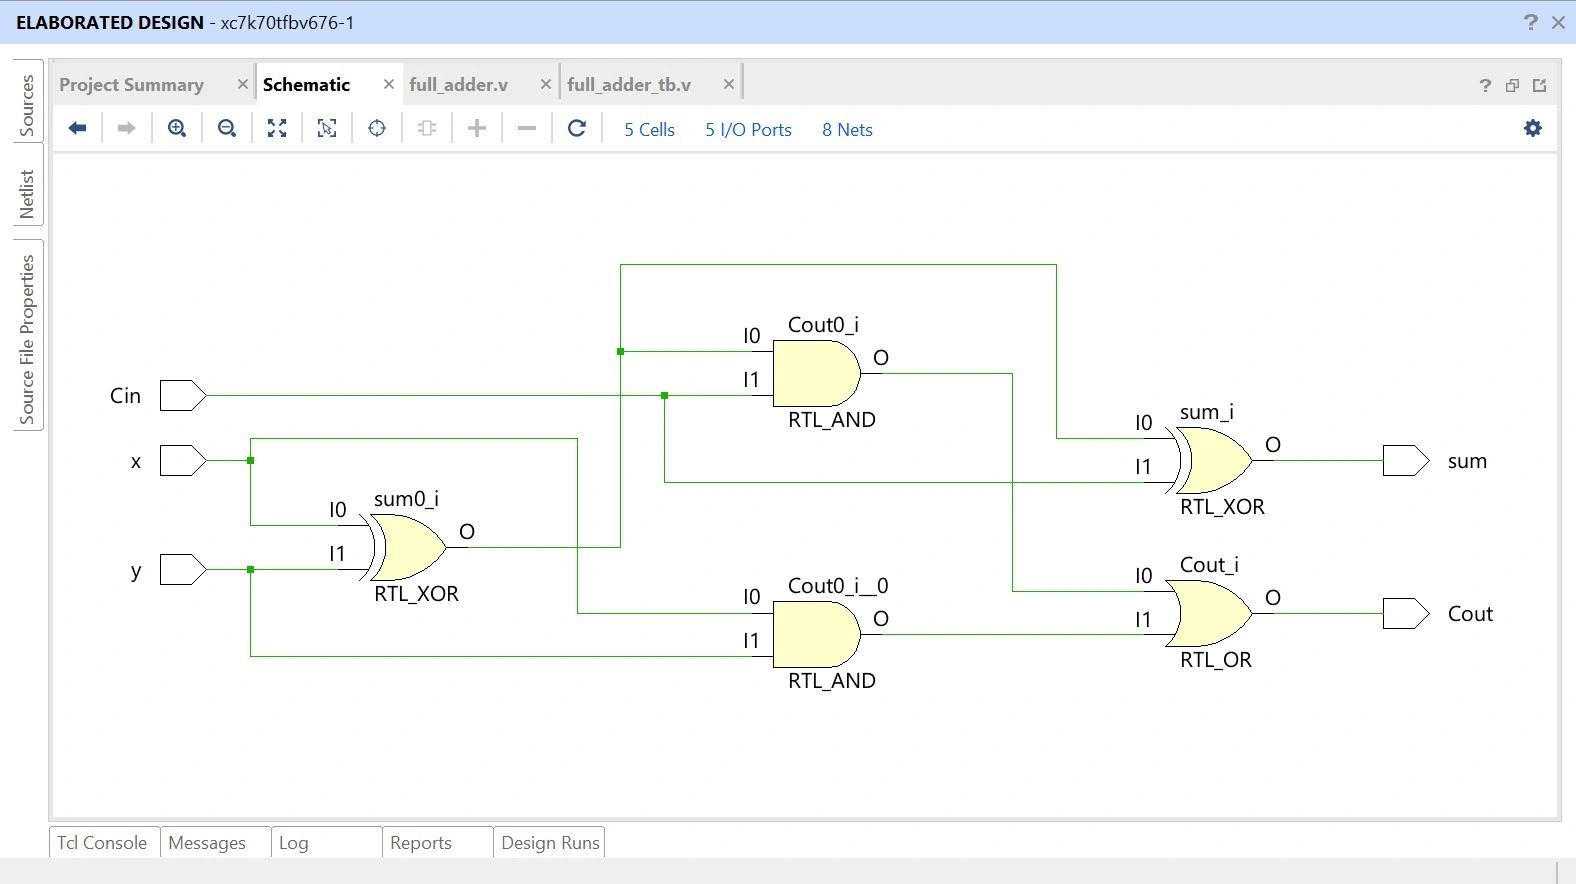 ELABORATED DESIGN - xc7k70tfbv676-1
? ×
Sources
Netlist
Source File Properties
Project Summary × Schematic × full_adder.v × full_adder_tb.v ×
?
5 Cells 5 I/O Ports 8 Nets
Cin
x
y
I0
I1
sum0_i
O
RTL_XOR
I0
I1
Cout0_i
O
RTL_AND
I0
I1
Cout0_i__0
O
RTL_AND
I0
I1
sum_i
O
RTL_XOR
sum
I0
I1
Cout_i
O
RTL_OR
Cout
Tcl Console Messages Log Reports Design Runs